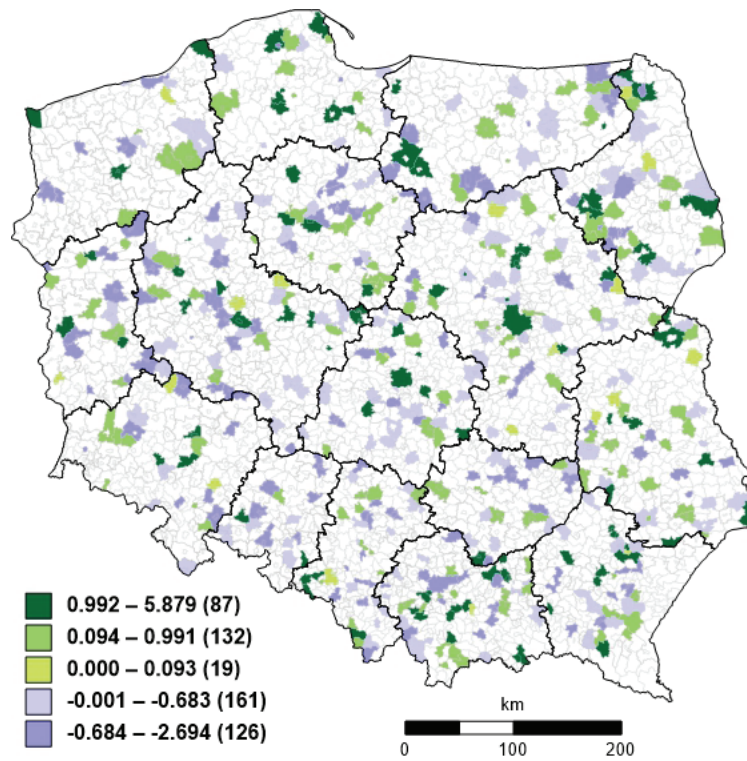 0.992 – 5.879 (87)
0.094 – 0.991 (132)
0.000 – 0.093 (19)
-0.001 – -0.683 (161)
-0.684 – -2.694 (126)
km
0 100 200